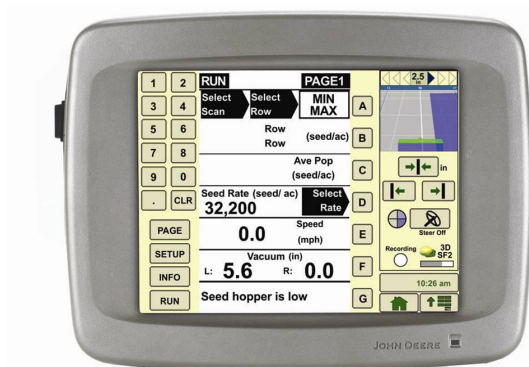 1 2
3 4
5 6
7 8
9 0
. CLR
PAGE
SETUP
INFO
RUN
RUN PAGE1
Select Scan
Select Row
MIN MAX
Row
Row
(seed/ac)
Ave Pop
(seed/ac)
Seed Rate (seed/ ac)
32,200
Select Rate
0.0
Speed
(mph)
Vacuum (in)
L: 5.6 R: 0.0
Seed hopper is low
A
B
C
D
E
F
G
2.5
in
in
Steer Off
Recording
3D
SF2
10:26 am
JOHN DEERE